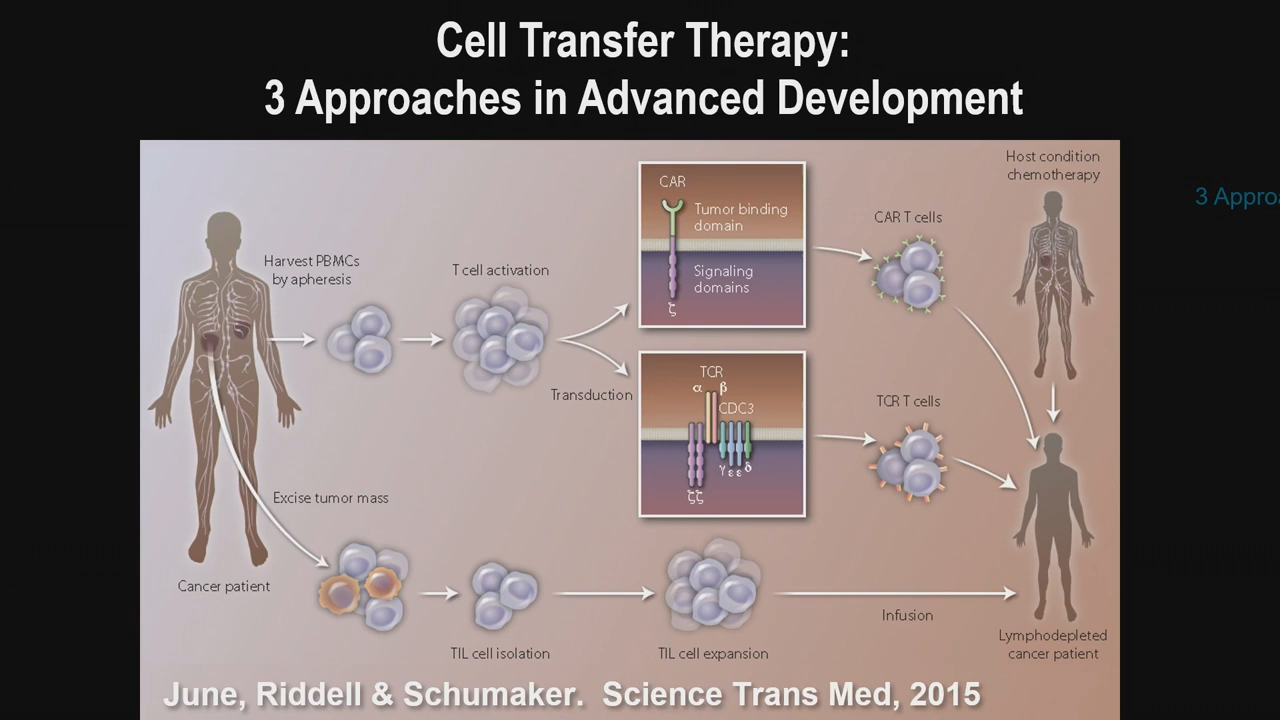 Cell Transfer Therapy:
3 Approaches in Advanced Development
3 Appro
Host condition
chemotherapy
CAR
Tumor binding
domain
Signaling
domains
ζ
CAR T cells
Harvest PBMCs
by apheresis
T cell activation
Transduction
TCR
α β
CDC3
γ ε ε δ
ζζ
TCR T cells
Excise tumor mass
Cancer patient
TIL cell isolation
TIL cell expansion
Infusion
Lymphodepleted
cancer patient
June, Riddell & Schumaker. Science Trans Med, 2015